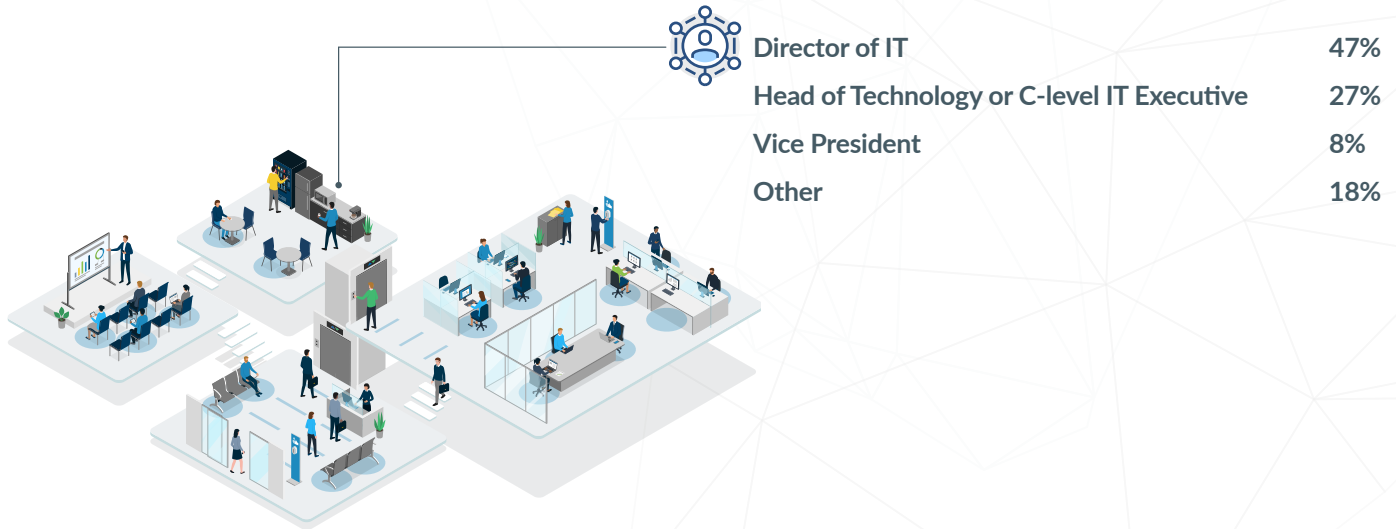 Director of IT 47%
Head of Technology or C-level IT Executive 27%
Vice President 8%
Other 18%